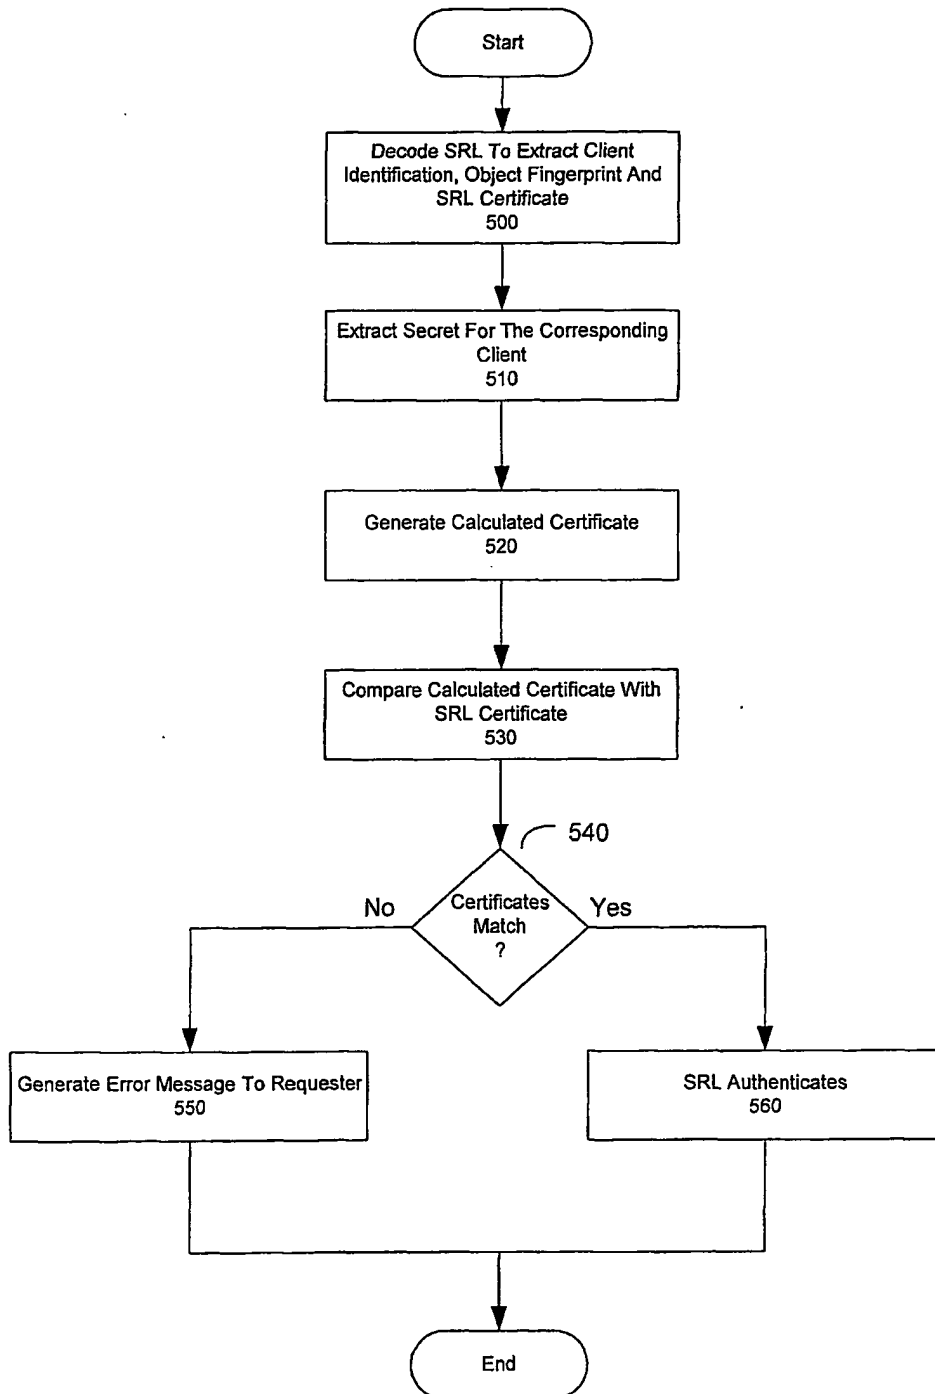 Start
Decode SRL To Extract Client
Identification, Object Fingerprint And
SRL Certificate
500
Extract Secret For The Corresponding
Client
510
Generate Calculated Certificate
520
Compare Calculated Certificate With
SRL Certificate
530
540
No
Certificates
Match
?
Yes
Generate Error Message To Requester
550
SRL Authenticates
560
End